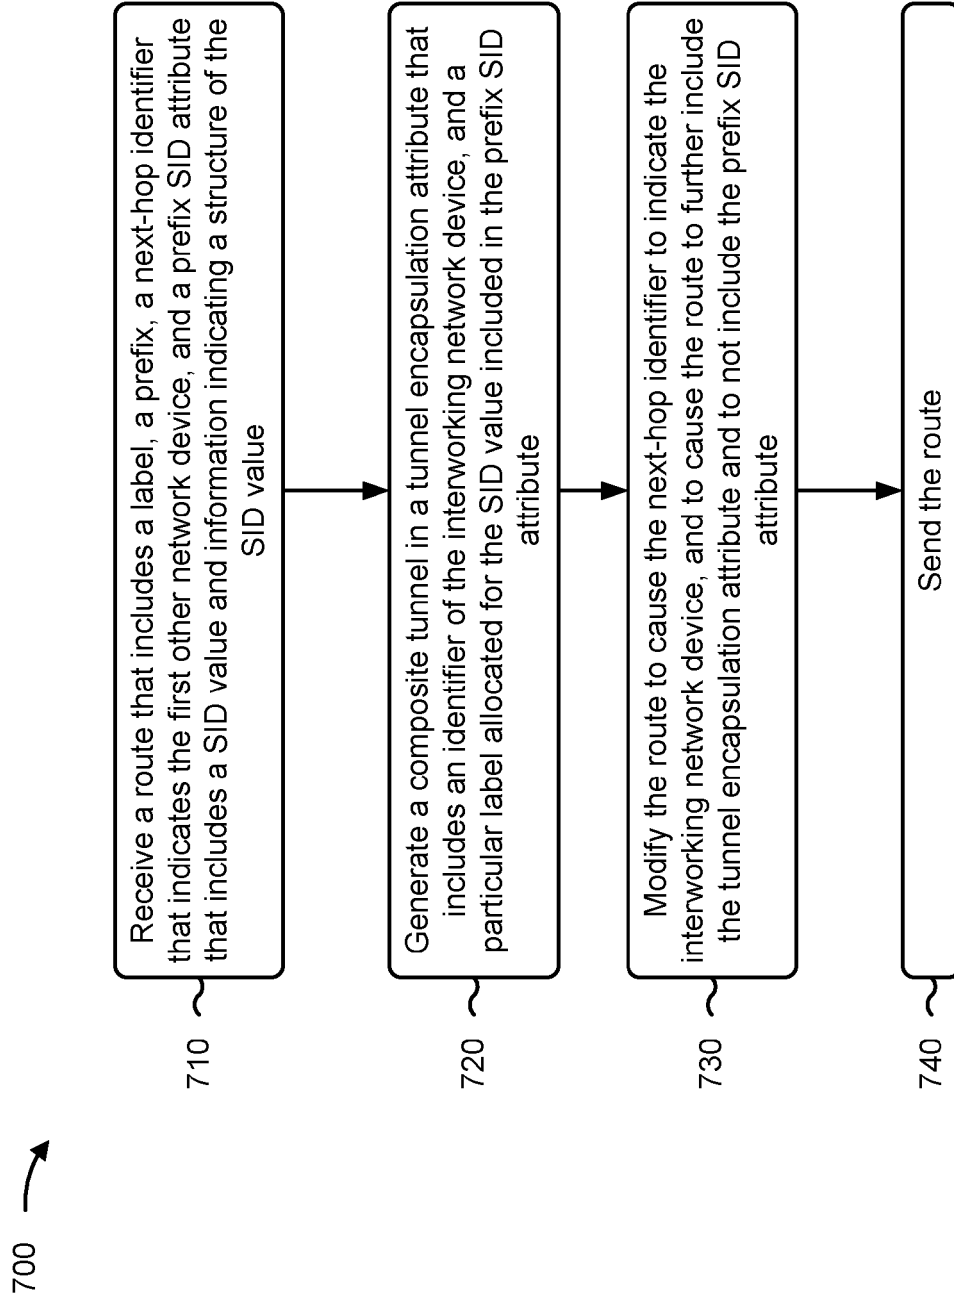 700
710
Receive a route that includes a label, a prefix, a next-hop identifier
that indicates the first other network device, and a prefix SID attribute
that includes a SID value and information indicating a structure of the
SID value
720
Generate a composite tunnel in a tunnel encapsulation attribute that
includes an identifier of the interworking network device, and a
particular label allocated for the SID value included in the prefix SID
attribute
730
Modify the route to cause the next-hop identifier to indicate the
interworking network device, and to cause the route to further include
the tunnel encapsulation attribute and to not include the prefix SID
attribute
740
Send the route